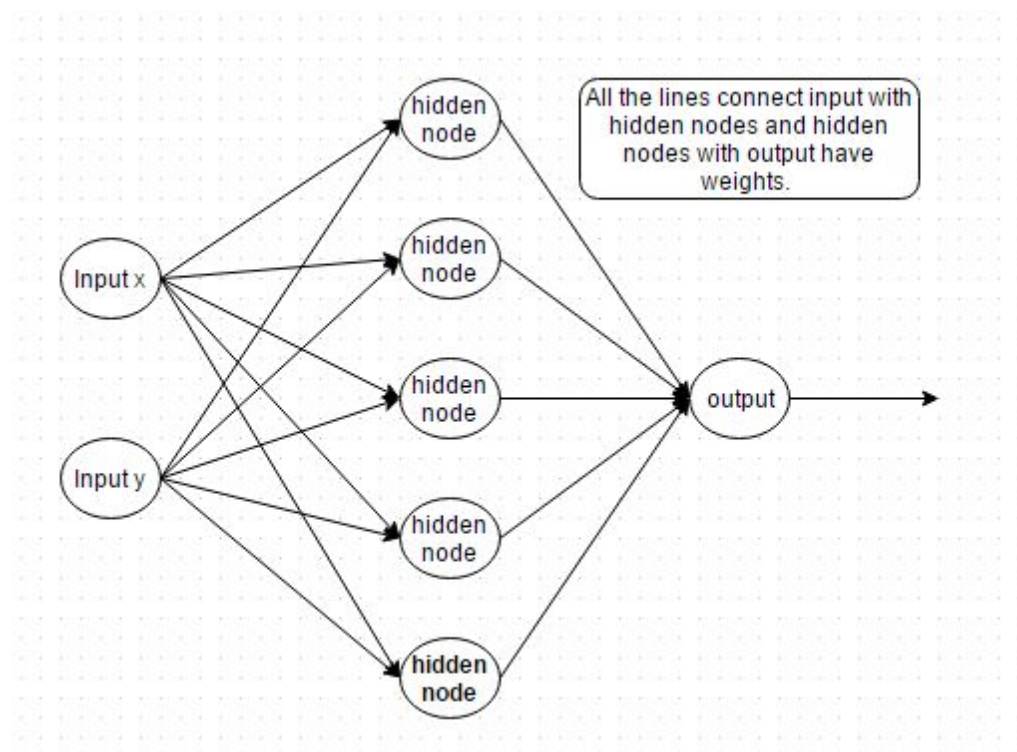 hidden
node
All the lines connect input with
hidden nodes and hidden
nodes with output have
weights.
hidden
node
Input x
hidden
node
output
Input y
hidden
node
hidden
node